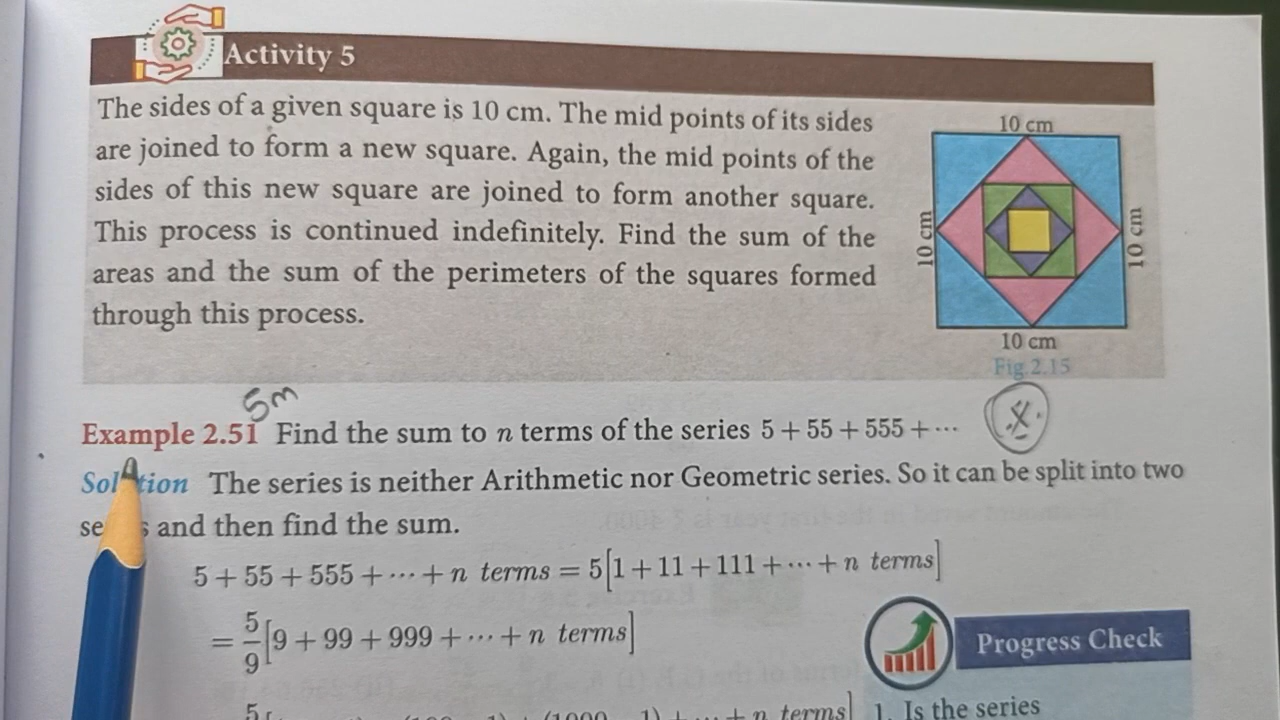 Activity 5
The sides of a given square is 10 cm. The mid points of its sides
are joined to form a new square. Again, the mid points of the
sides of this new square are joined to form another square.
This process is continued indefinitely. Find the sum of the
areas and the sum of the perimeters of the squares formed
through this process.
10 cm
10 cm
10 cm
10 cm
Fig.2.15
5m
Example 2.51 Find the sum to n terms of the series 5 + 55 + 555 + ⋯
The series is neither Arithmetic nor Geometric series. So it can be split into two
and then find the sum.
5 + 55 + 555 + ⋯ + n terms = 5[1 + 11 + 111 + ⋯ + n terms]
= 5/9[9 + 99 + 999 + ⋯ + n terms]
Progress Check
1. Is the series